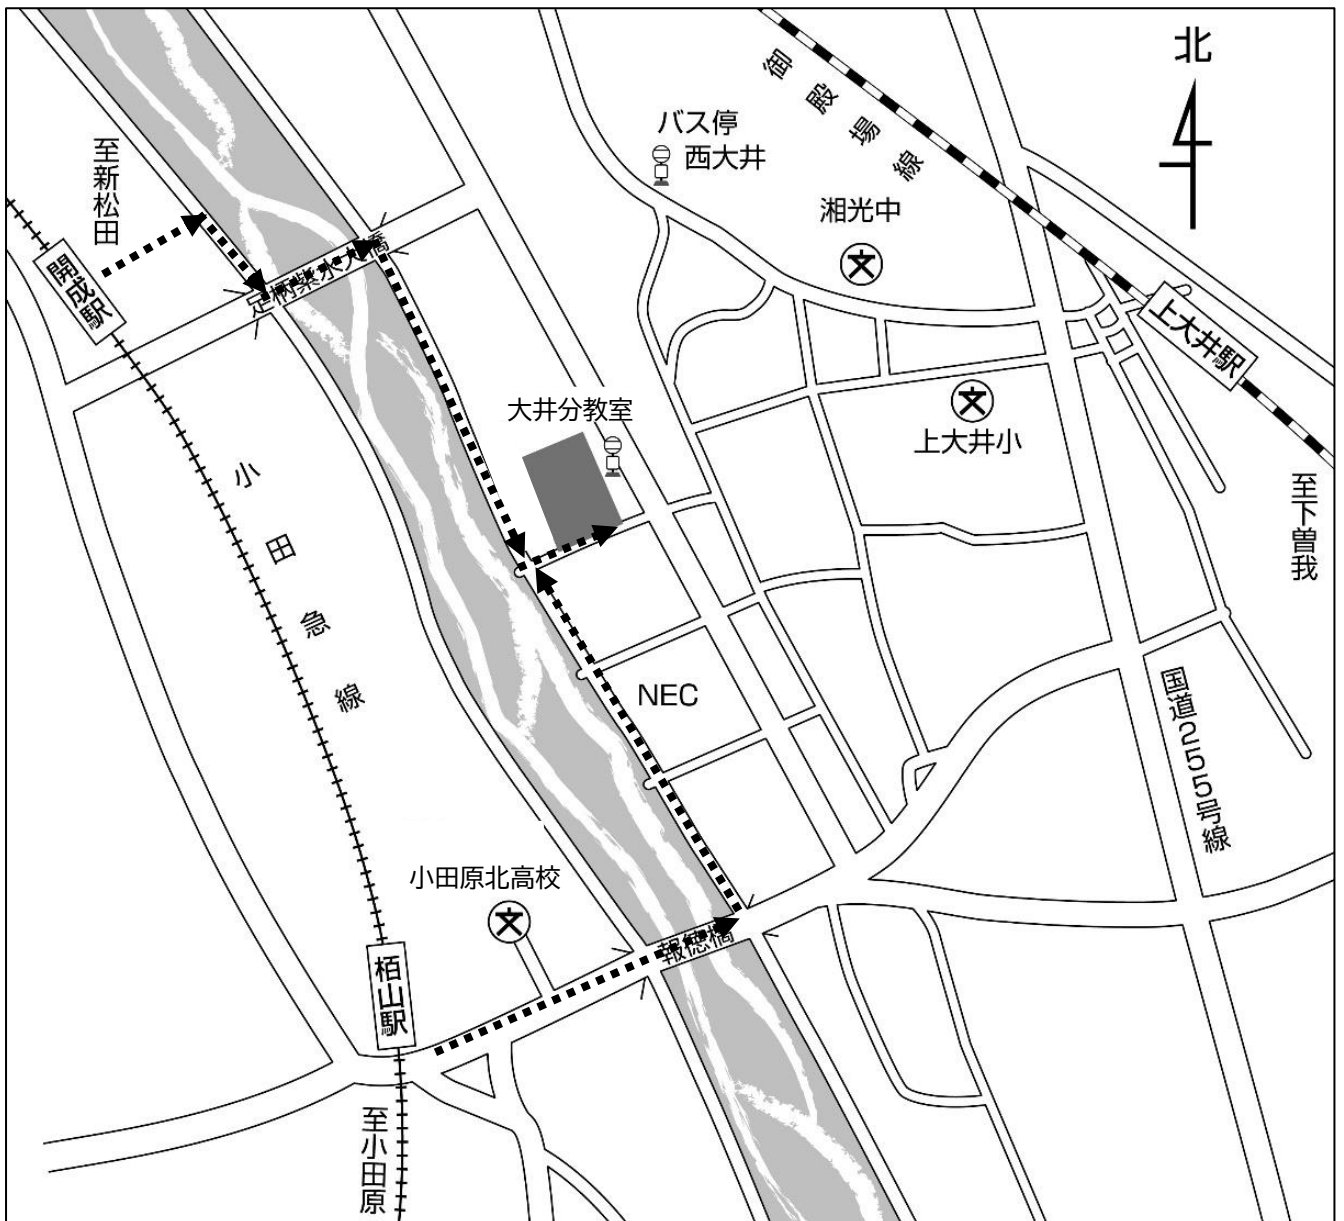 北
御殿場線
バス停
西大井
至新松田
湘光中
開成駅
足柄紫水大橋
上大井駅
大井分教室
上大井小
小田急線
至下曽我
NEC
国道255号線
小田原北高校
報徳橋
栢山駅
至小田原